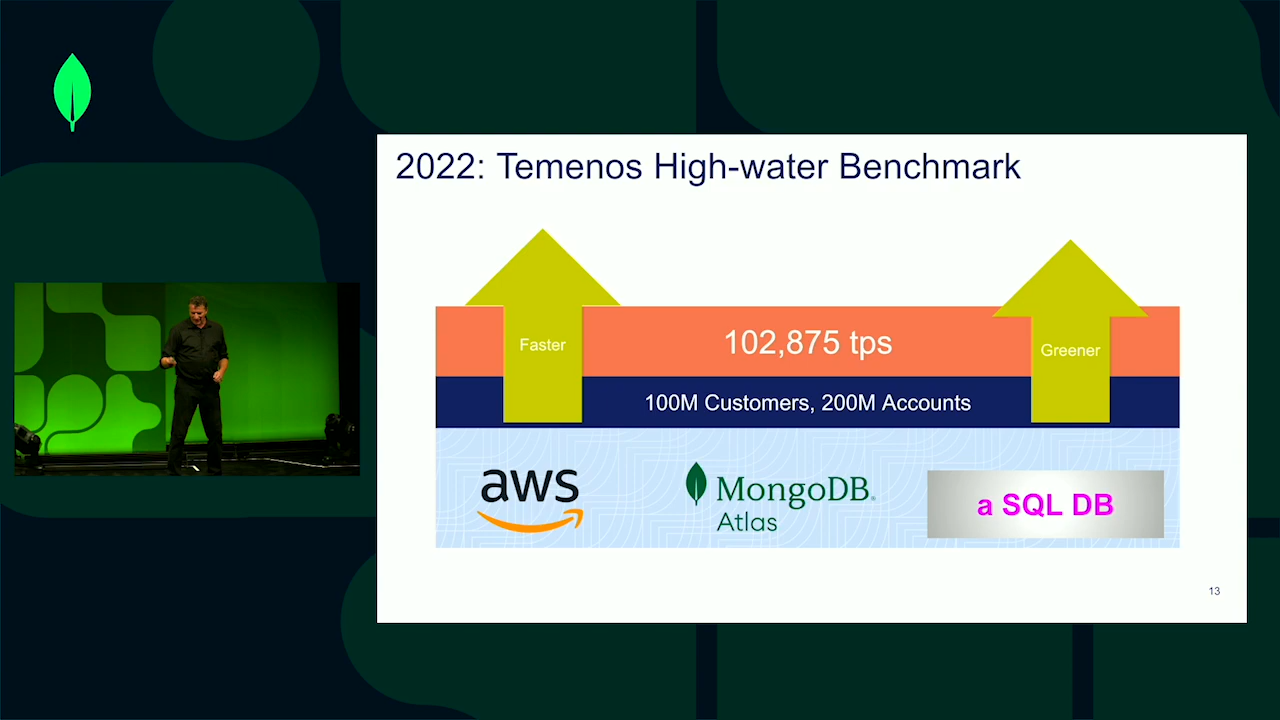 2022: Temenos High-water Benchmark
Faster
102,875 tps
Greener
100M Customers, 200M Accounts
aws
MongoDB®
Atlas
a SQL DB
13